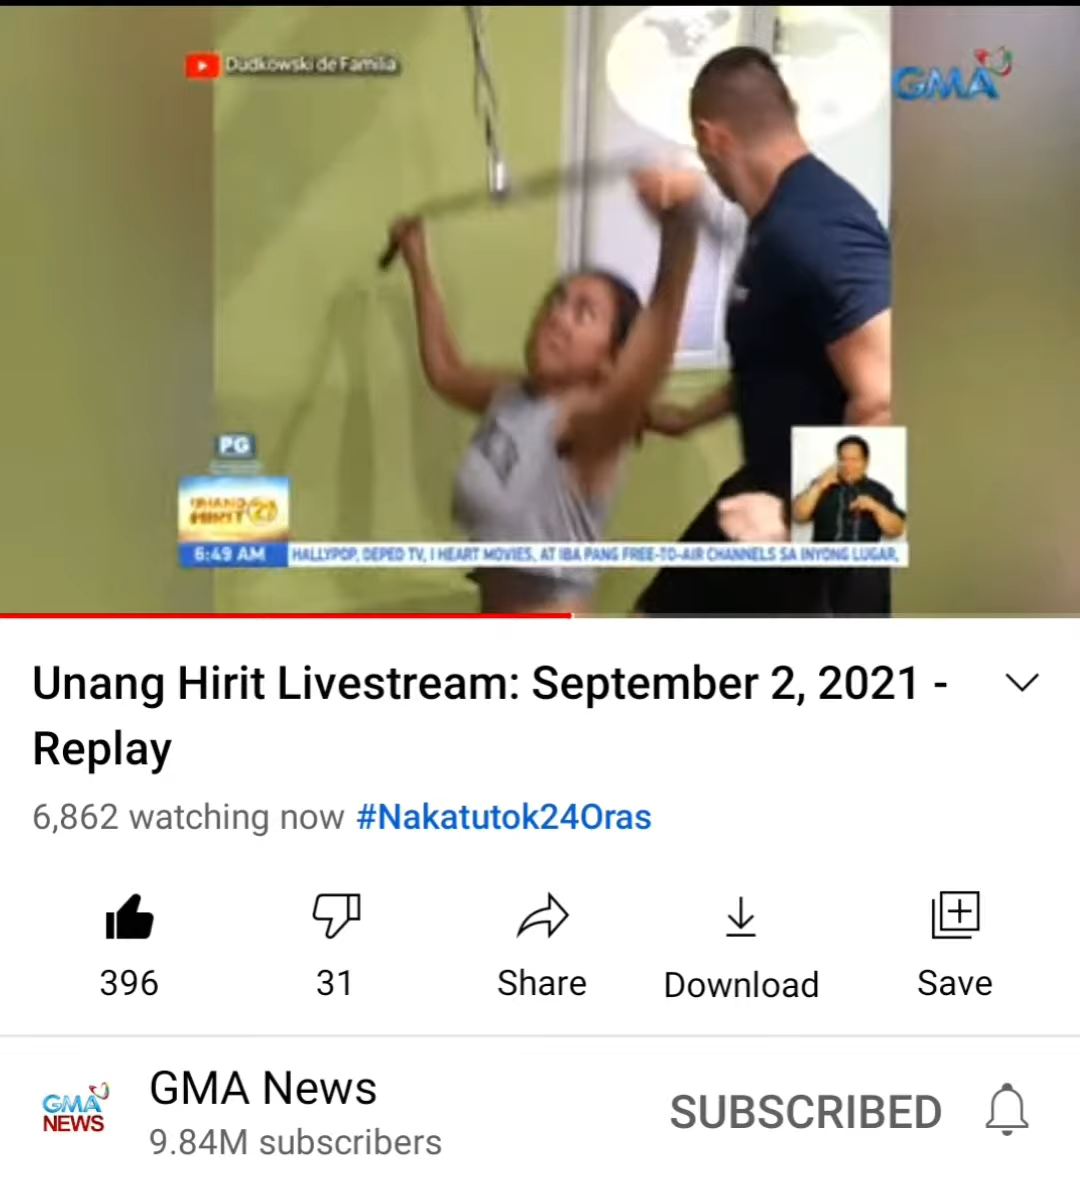 Dudkowski de Familia
GMA
PG
UNANG
HIRIT
6:49 AM
HALLYPOP, DEPED TV, I HEART MOVIES, AT IBA PANG FREE-TO-AIR CHANNELS SA INYONG LUGAR.
Unang Hirit Livestream: September 2, 2021 -
Replay
6,862 watching now #Nakatutok24Oras
396
31
Share
Download
Save
GMA
NEWS
GMA News
9.84M subscribers
SUBSCRIBED